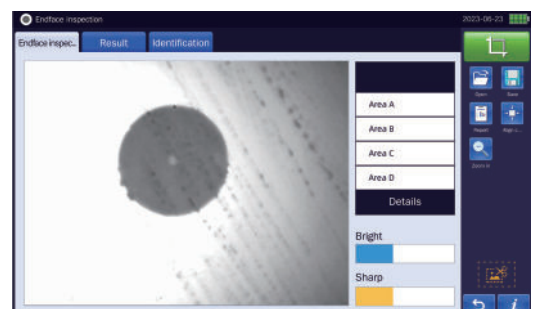 Endface inspection
2023-06-23
Endface inspec..
Result
Identification
Area A
Area B
Area C
Area D
Details
Bright
Sharp
Open
Save
Report
Align c...
Zoom in